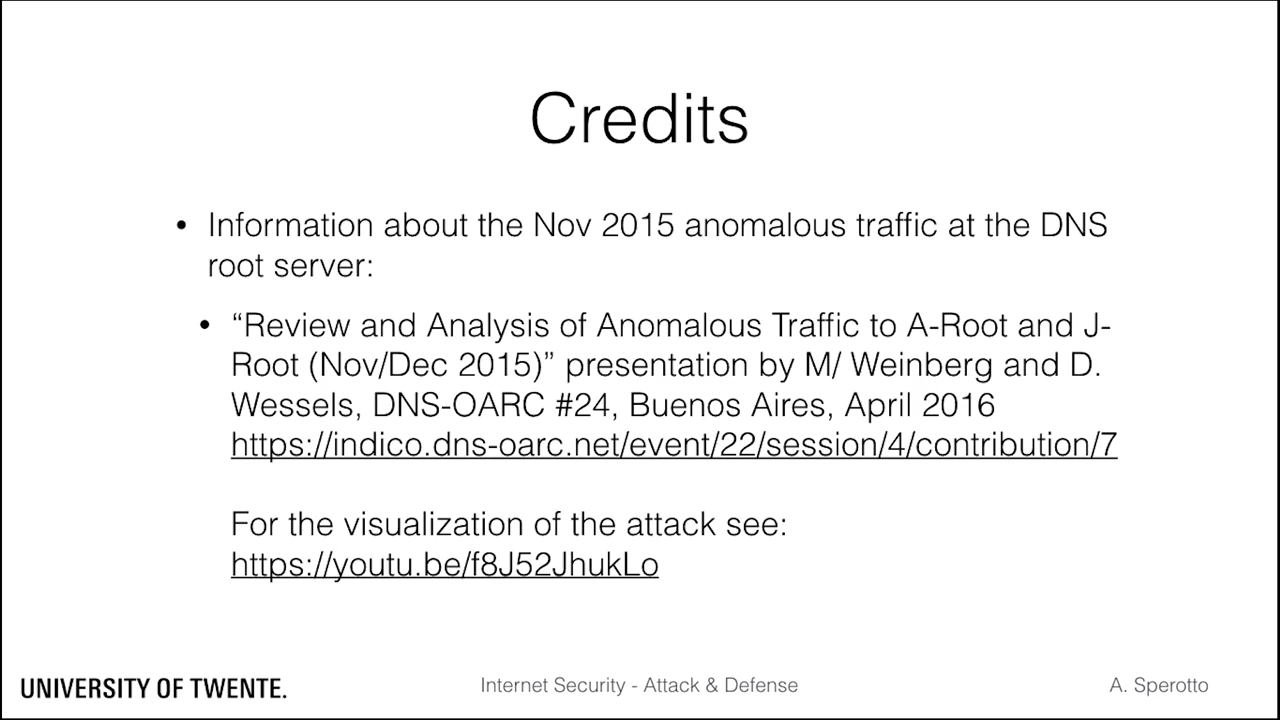 Credits
• Information about the Nov 2015 anomalous traffic at the DNS
root server:
• “Review and Analysis of Anomalous Traffic to A-Root and J-
Root (Nov/Dec 2015)” presentation by M/ Weinberg and D.
Wessels, DNS-OARC #24, Buenos Aires, April 2016
https://indico.dns-oarc.net/event/22/session/4/contribution/7
For the visualization of the attack see:
https://youtu.be/f8J52JhukLo
UNIVERSITY OF TWENTE.
Internet Security - Attack & Defense
A. Sperotto